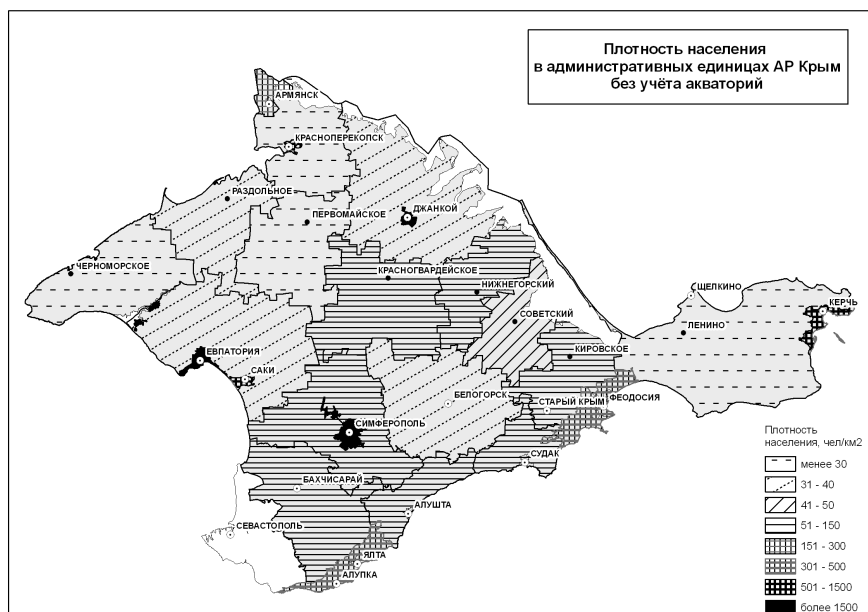 Плотность населения
в административных единицах АР Крым
без учёта акваторий
АРМЯНСК
КРАСНОПЕРЕКОПСК
РАЗДОЛЬНОЕ
ДЖАНКОЙ
ПЕРВОМАЙСКОЕ
ЧЕРНОМОРСКОЕ
КРАСНОГВАРДЕЙСКОЕ
НИЖНЕГОРСКИЙ
ЩЕЛКИНО
КЕРЧЬ
СОВЕТСКИЙ
ЛЕНИНО
ЕВПАТОРИЯ
КИРОВСКОЕ
САКИ
БЕЛОГОРСК
СТАРЫЙ КРЫМ
ФЕОДОСИЯ
СИМФЕРОПОЛЬ
СУДАК
БАХЧИСАРАЙ
АЛУШТА
СЕВАСТОПОЛЬ
ЯЛТА
АЛУПКА
Плотность
населения, чел/км2
менее 30
31 - 40
41 - 50
51 - 150
151 - 300
301 - 500
501 - 1500
более 1500